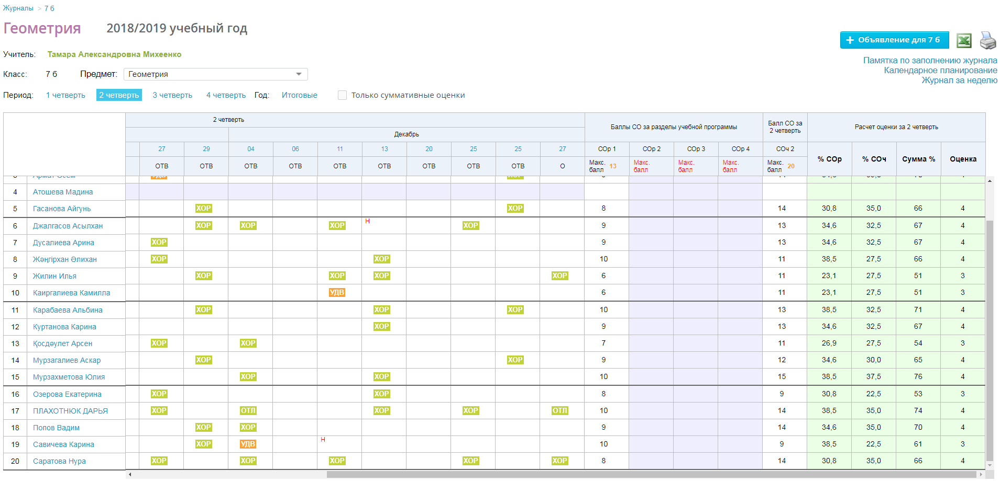 Журналы > 7 б
Геометрия 2018/2019 учебный год
+ Объявление для 7 б
Учитель: Тамара Александровна Михеенко
Памятка по заполнению журнала
Календарное планирование
Журнал за неделю
Класс: 7 б Предмет: Геометрия
Период: 1 четверть 2 четверть 3 четверть 4 четверть Год: Итоговые Только суммативные оценки
2 четверть Баллы СО за разделы учебной программы Балл СО за 2 четверть Расчет оценки за 2 четверть
Декабрь
27 29 04 06 11 13 20 25 25 27 СОр 1 СОр 2 СОр 3 СОр 4 СОч 2 % СОр % СОч Сумма % Оценка
ОТВ ОТВ ОТВ ОТВ ОТВ ОТВ ОТВ ОТВ ОТВ О Макс. балл 13 Макс. балл Макс. балл Макс. балл Макс. балл 20
4 Атошева Мадина
5 Гасанова Айгунь ХОР ХОР 8 14 30,8 35,0 66 4
6 Джалгасов Асылхан ХОР ХОР ХОР Н ХОР 9 13 34,6 32,5 67 4
7 Дусалиева Арина ХОР 9 13 34,6 32,5 67 4
8 Жәңгірхан Әлихан ХОР ХОР 10 11 38,5 27,5 66 4
9 Жилин Илья ХОР ХОР ХОР ХОР 6 11 23,1 27,5 51 3
10 Каиргалиева Камилла УДВ 6 11 23,1 27,5 51 3
11 Карабаева Альбина ХОР ХОР ХОР 10 13 38,5 32,5 71 4
12 Куртанова Карина ХОР 9 13 34,6 32,5 67 4
13 Қосдәулет Арсен ХОР ХОР 7 11 26,9 27,5 54 3
14 Мурзагалиев Аскар ХОР ХОР 9 12 34,6 30,0 65 4
15 Мурзахметова Юлия ХОР ХОР 10 15 38,5 37,5 76 4
16 Озерова Екатерина ХОР ХОР 8 9 30,8 22,5 53 3
17 ПЛАХОТНЮК ДАРЬЯ ХОР ОТЛ ХОР ХОР ОТЛ 10 14 38,5 35,0 74 4
18 Попов Вадим ХОР ХОР 9 14 34,6 35,0 70 4
19 Савичева Карина ХОР УДВ Н 10 9 38,5 22,5 61 3
20 Саратова Нура ХОР ХОР ХОР ХОР ХОР 8 14 30,8 35,0 66 4